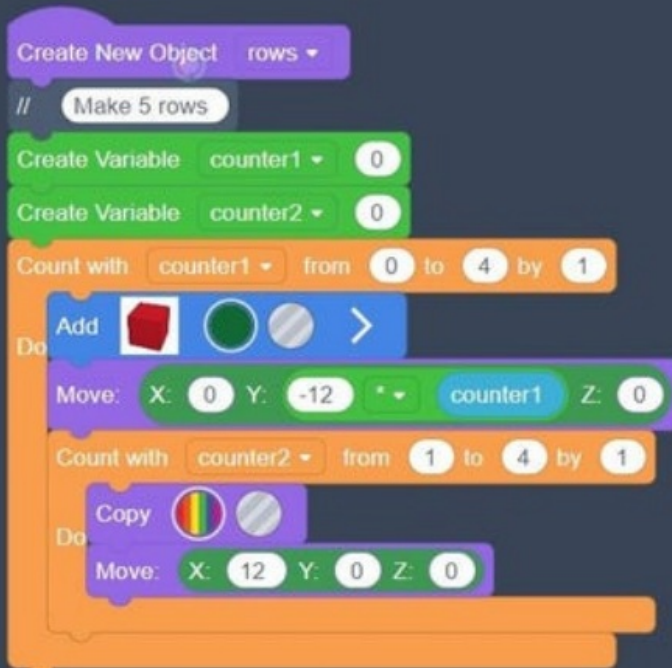 Create New Object rows
// Make 5 rows
Create Variable counter1 0
Create Variable counter2 0
Count with counter1 from 0 to 4 by 1
Add
Do
Move: X: 0 Y: -12 * counter1 Z: 0
Count with counter2 from 1 to 4 by 1
Copy
Do
Move: X: 12 Y: 0 Z: 0